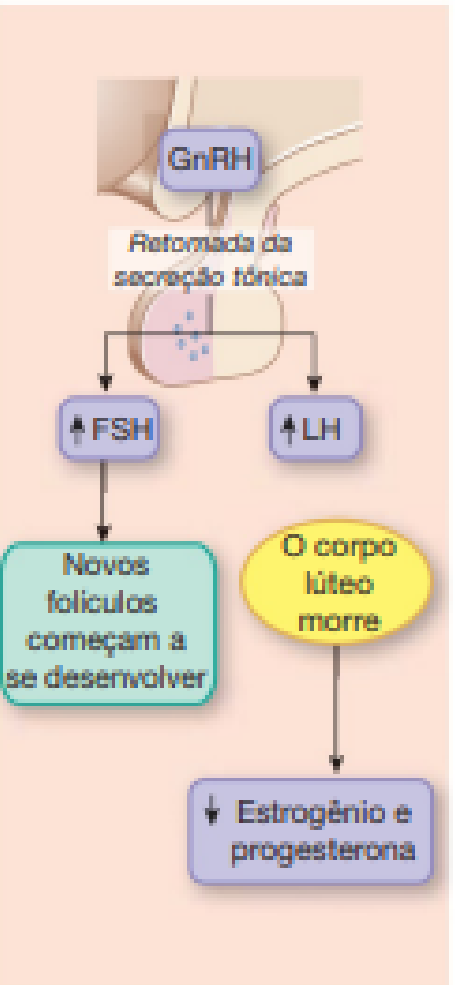 GnRH
Retomada da
secreção tônica
↑ FSH
↑ LH
Novos
folículos
começam a
se desenvolver
O corpo
lúteo
morre
↓ Estrogênio e
progesterona